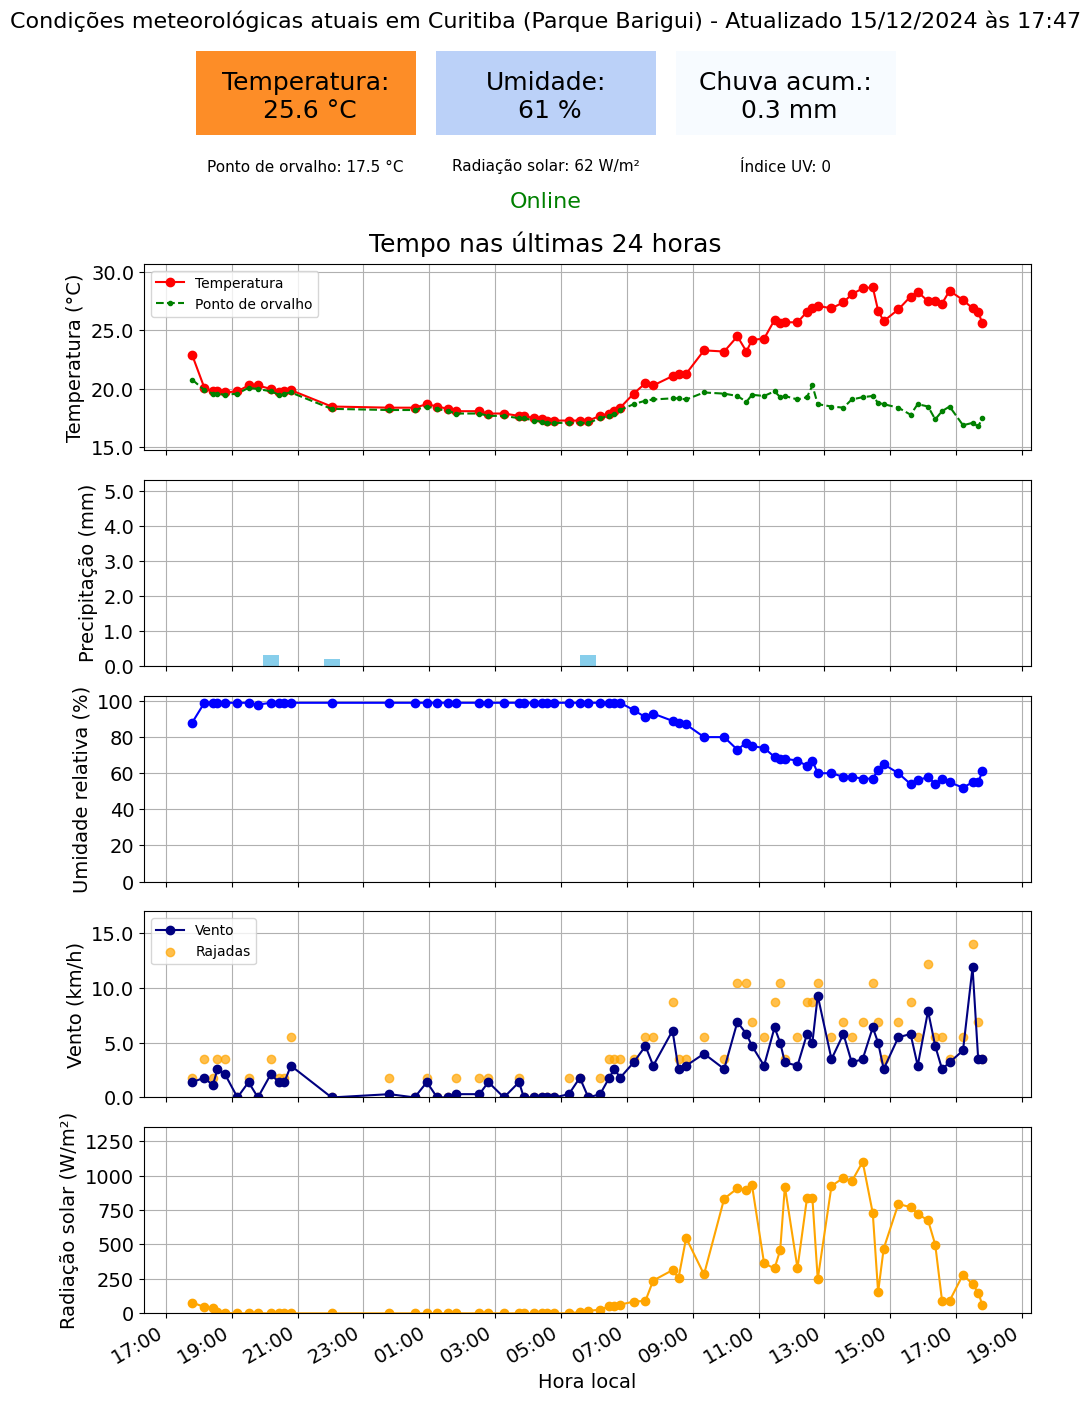 Condições meteorológicas atuais em Curitiba (Parque Barigui) - Atualizado 15/12/2024 às 17:47
Temperatura:
25.6 °C
Umidade:
61 %
Chuva acum.:
0.3 mm
Ponto de orvalho: 17.5 °C
Radiação solar: 62 W/m²
Índice UV: 0
Online
Tempo nas últimas 24 horas
Temperatura (°C)
30.0
25.0
20.0
15.0
Temperatura
Ponto de orvalho
Precipitação (mm)
5.0
4.0
3.0
2.0
1.0
0.0
Umidade relativa (%)
100
80
60
40
20
0
Vento (km/h)
15.0
10.0
5.0
0.0
Vento
Rajadas
Radiação solar (W/m²)
1250
1000
750
500
250
0
17:00
19:00
21:00
23:00
01:00
03:00
05:00
07:00
09:00
11:00
13:00
15:00
17:00
19:00
Hora local